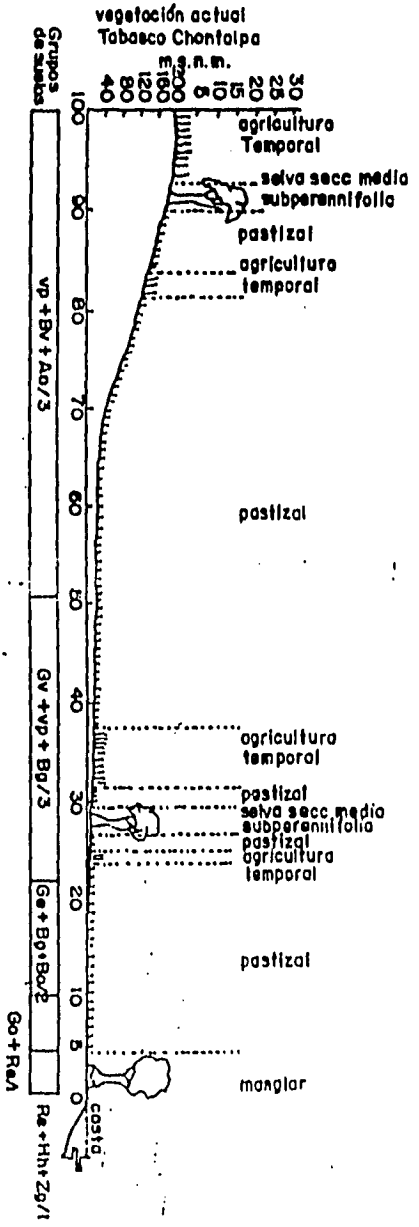 vegetación actual
Tabasco Chontalpa
m.s.n.m.
40 80 120 160 200 5 10 15 20 25 30
agricultura
Temporal
selva secc media
subperennifolia
pastizal
agricultura
temporal
pastizal
agricultura
temporal
pastizal
selva secc media
subperennifolia
pastizal
agricultura
temporal
pastizal
manglar
costa
100 90 80 70 60 50 40 30 20 10 5 0
Grupos
de suelos
vp + Bv + Ao/3
Gv + vp + Bg/3
Ge + Bg + Bo/2
Go + Re/1
Re + Hh + Zg/1